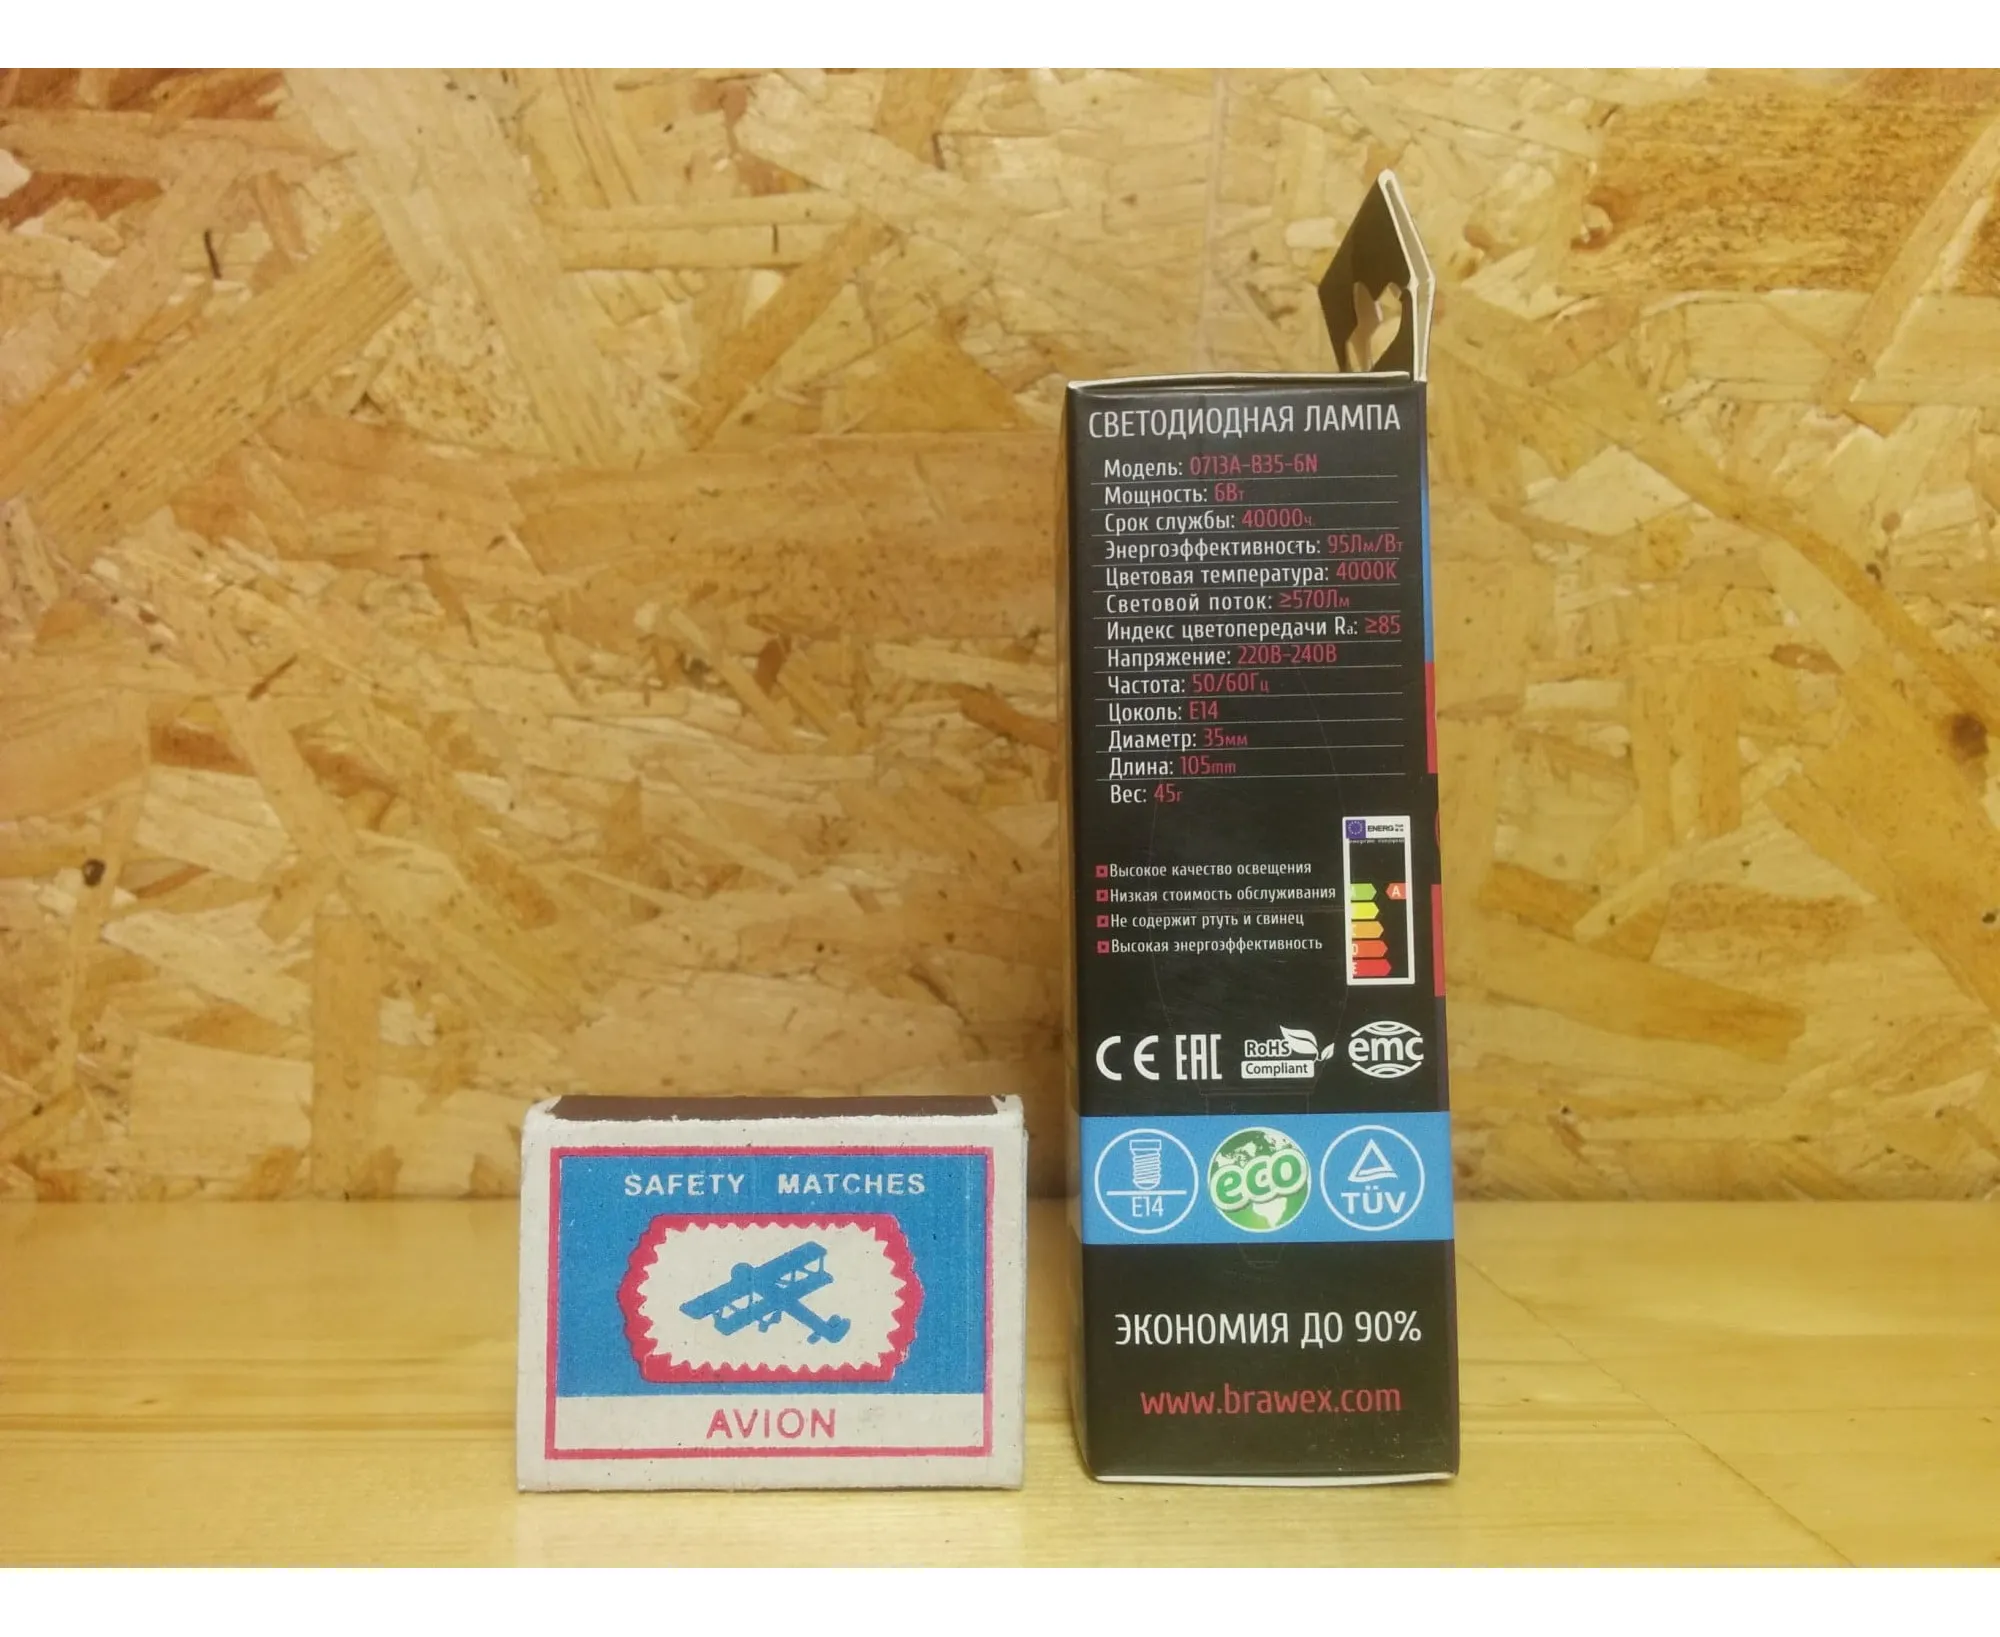 СВЕТОДИОДНАЯ ЛАМПА
Модель: 0713A-B35-6N
Мощность: 6Вт
Срок службы: 40000ч
Энергоэффективность: 95Лм/Вт
Цветовая температура: 4000K
Световой поток: ≥570Лм
Индекс цветопередачи Ra: ≥85
Напряжение: 220В-240В
Частота: 50/60Гц
Цоколь: E14
Диаметр: 35мм
Длина: 105mm
Вес: 45г
ENERG
A
Высокое качество освещения
Низкая стоимость обслуживания
Не содержит ртуть и свинец
Высокая энергоэффективность
CE EAC RoHS Compliant emc
E14 eco TÜV
ЭКОНОМИЯ ДО 90%
www.brawex.com
SAFETY MATCHES
AVION